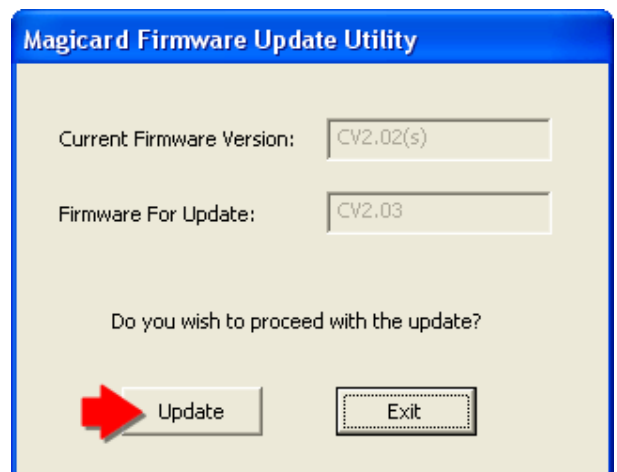 Magicard Firmware Update Utility
Current Firmware Version: CV2.02(s)
Firmware For Update: CV2.03
Do you wish to proceed with the update?
Update Exit